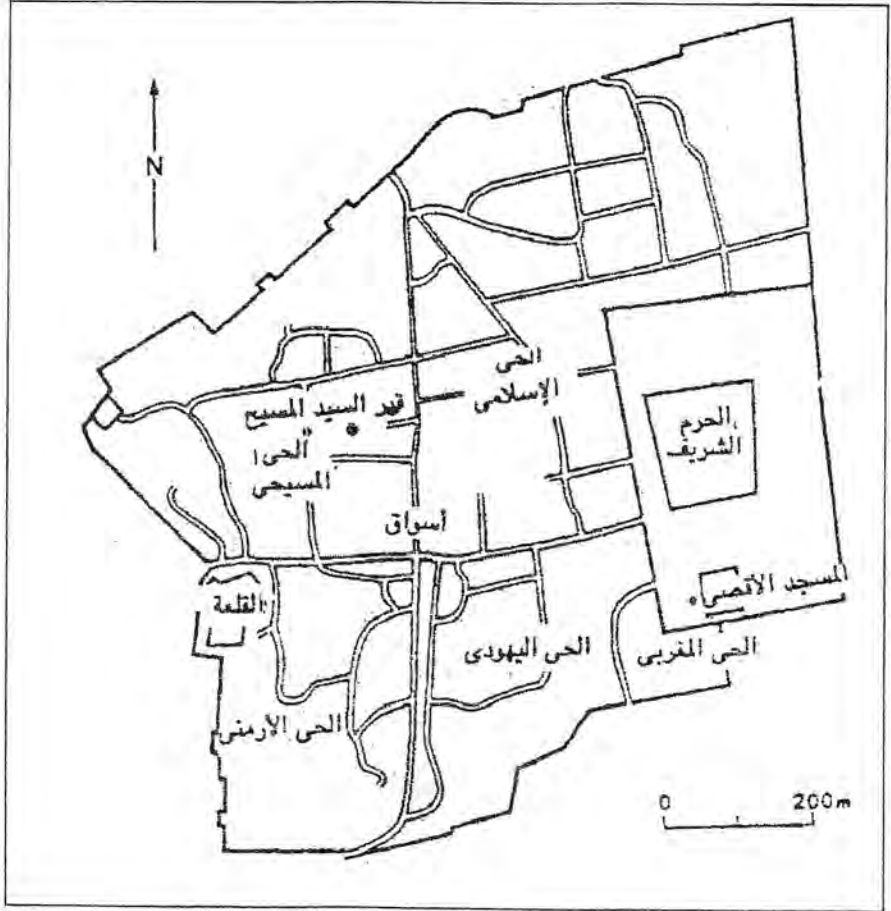 N
الحى
الإسلامى
قبر السيد المسيح
الحى
المسيحى
الحرم
الشريف
أسواق
المسجد الأقصى
القلعة
الحى اليهودى
الحى المغربى
الحى الأرمنى
0 200m